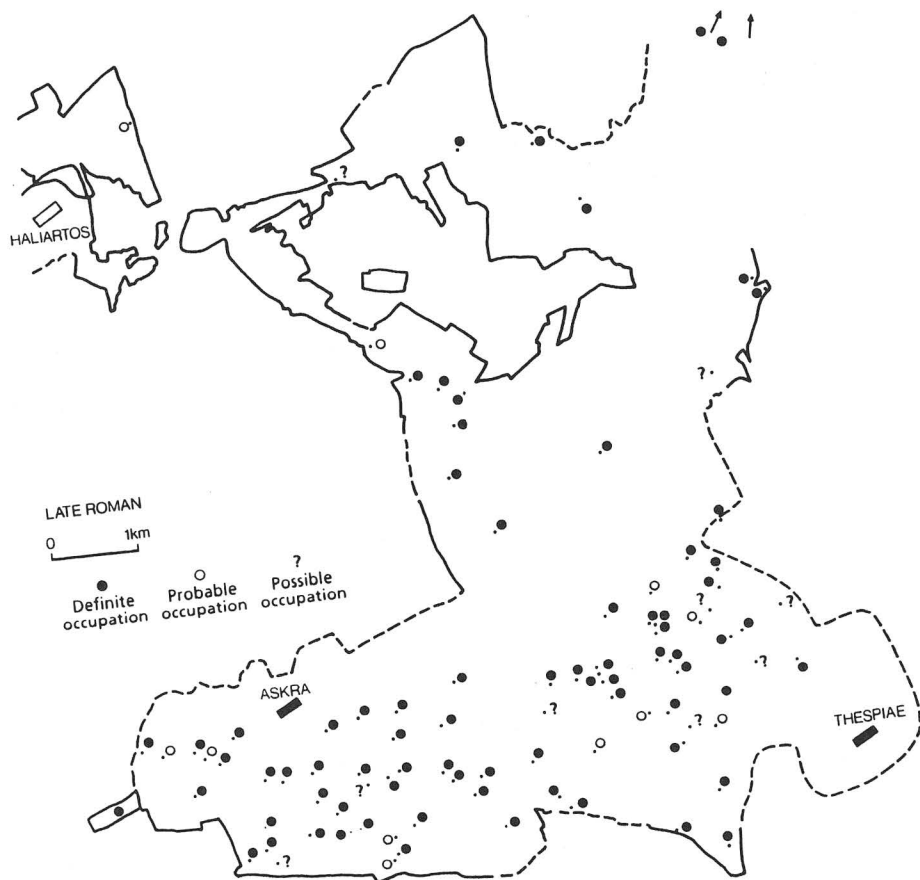 HALIARTOS
LATE ROMAN
0 1km
?
Definite occupation
Probable occupation
Possible occupation
ASKRA
THESPIAE
?
?
?
?
?
?
?
?
?